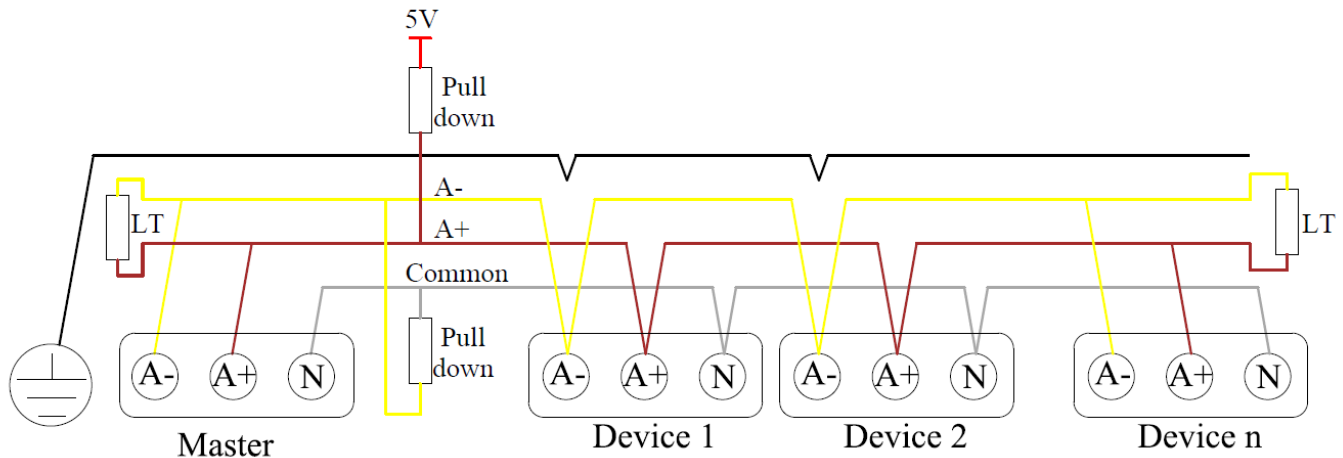 5V
Pull
down
A-
LT
A+
LT
Common
Pull
down
A- A+ N
A- A+ N
A- A+ N
A- A+ N
Master
Device 1
Device 2
Device n